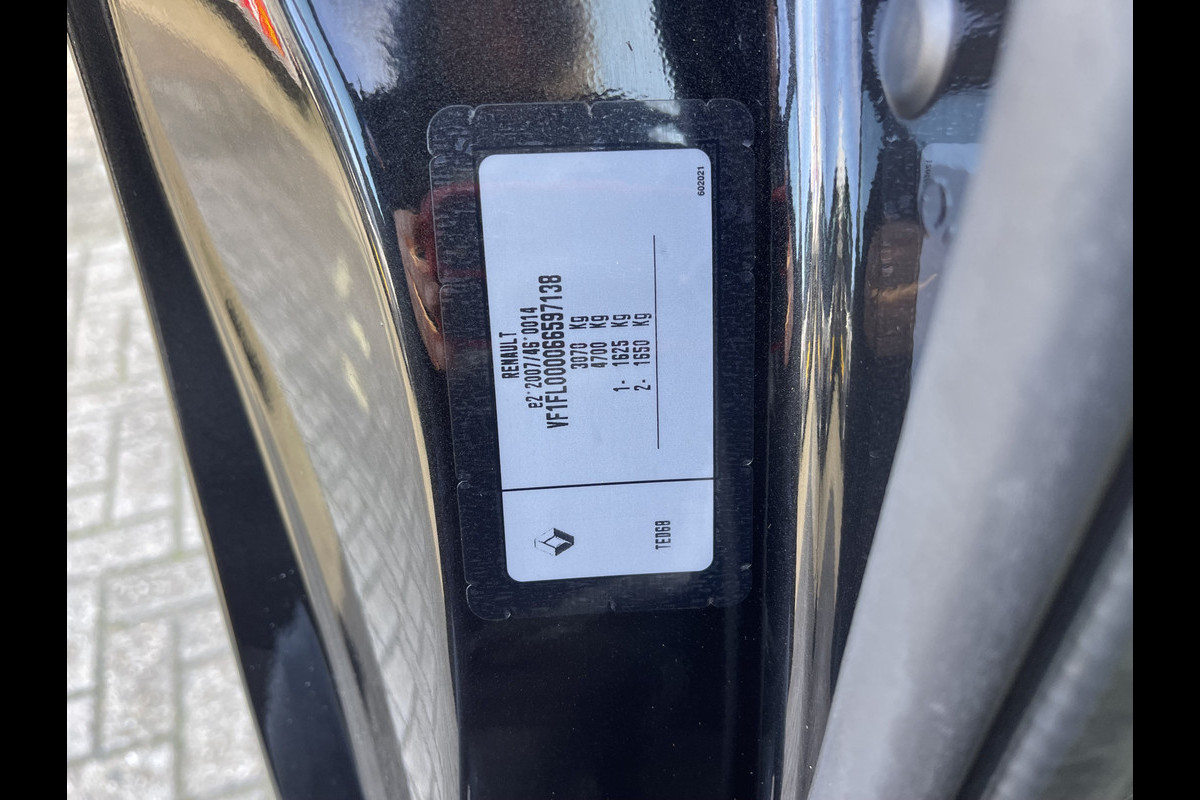 RENAULT
e2*2007/46*0014
VF1FL000066597138
3070 Kg
4700 Kg
1- 1625 Kg
2- 1650 Kg
602021
TED68